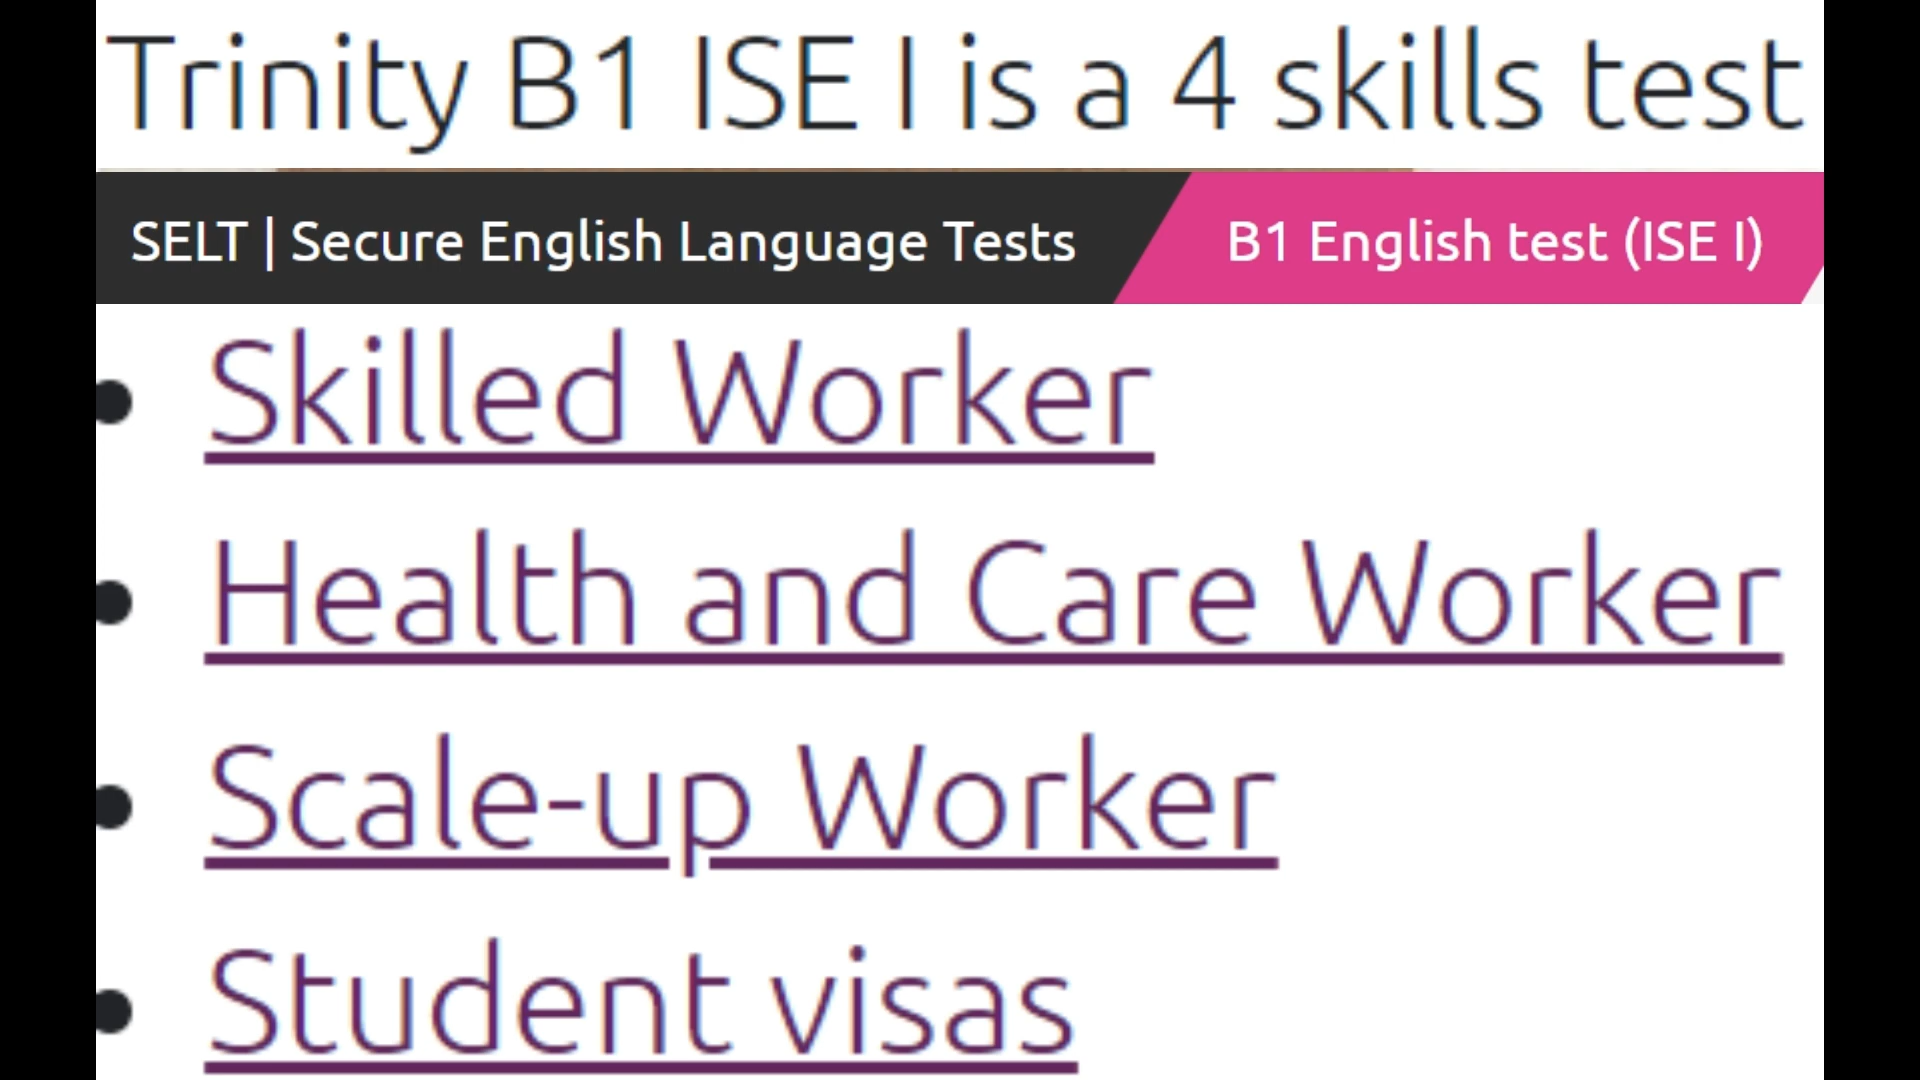 Trinity B1 ISE I is a 4 skills test
SELT | Secure English Language Tests
B1 English test (ISE I)
• Skilled Worker
• Health and Care Worker
• Scale-up Worker
• Student visas